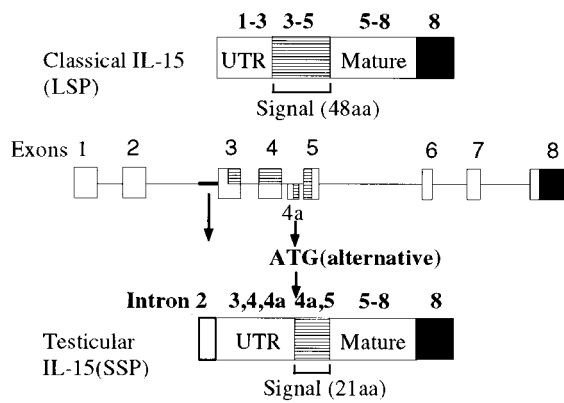 1-3 3-5 5-8 8
Classical IL-15
(LSP)
UTR Mature
Signal (48aa)
Exons 1 2 3 4 5 6 7 8
4a
ATG(alternative)
Intron 2 3,4,4a 4a,5 5-8 8
Testicular
IL-15(SSP)
UTR Mature
Signal (21aa)